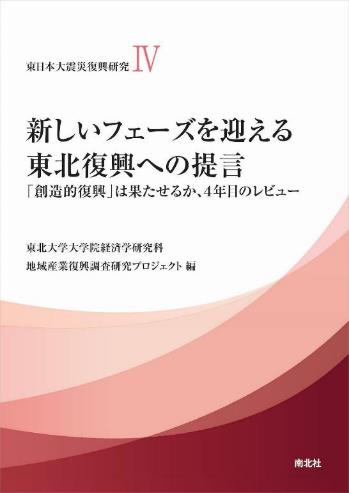 東日本大震災復興研究 IV
新しいフェーズを迎える
東北復興への提言
「創造的復興」は果たせるか、4年目のレビュー
東北大学大学院経済学研究科
地域産業復興調査研究プロジェクト 編
南北社